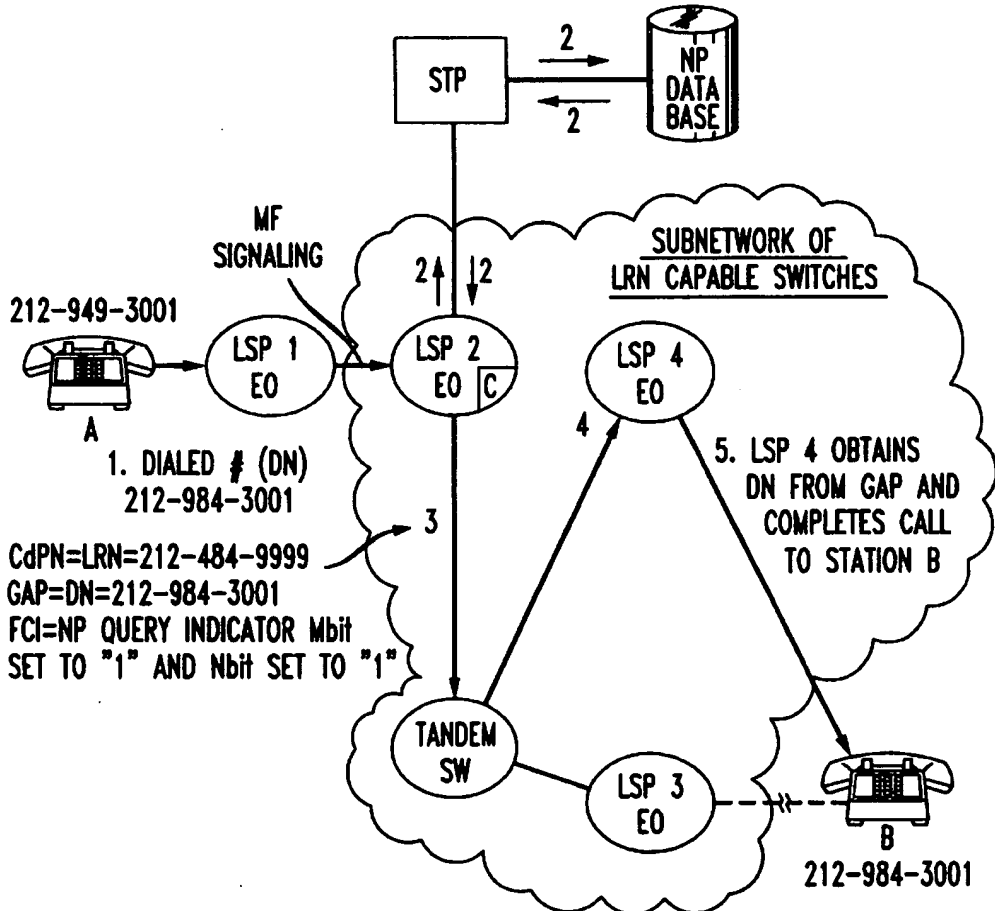 2
STP
NP
DATA
BASE
2
MF
SIGNALING
SUBNETWORK OF
LRN CAPABLE SWITCHES
2
2
212-949-3001
LSP 1
EO
LSP 2
EO
C
LSP 4
EO
A
4
1. DIALED # (DN)
212-984-3001
5. LSP 4 OBTAINS
DN FROM GAP AND
COMPLETES CALL
TO STATION B
3
CdPN=LRN=212-484-9999
GAP=DN=212-984-3001
FCI=NP QUERY INDICATOR Mbit
SET TO "1" AND Nbit SET TO "1"
TANDEM
SW
LSP 3
EO
B
212-984-3001